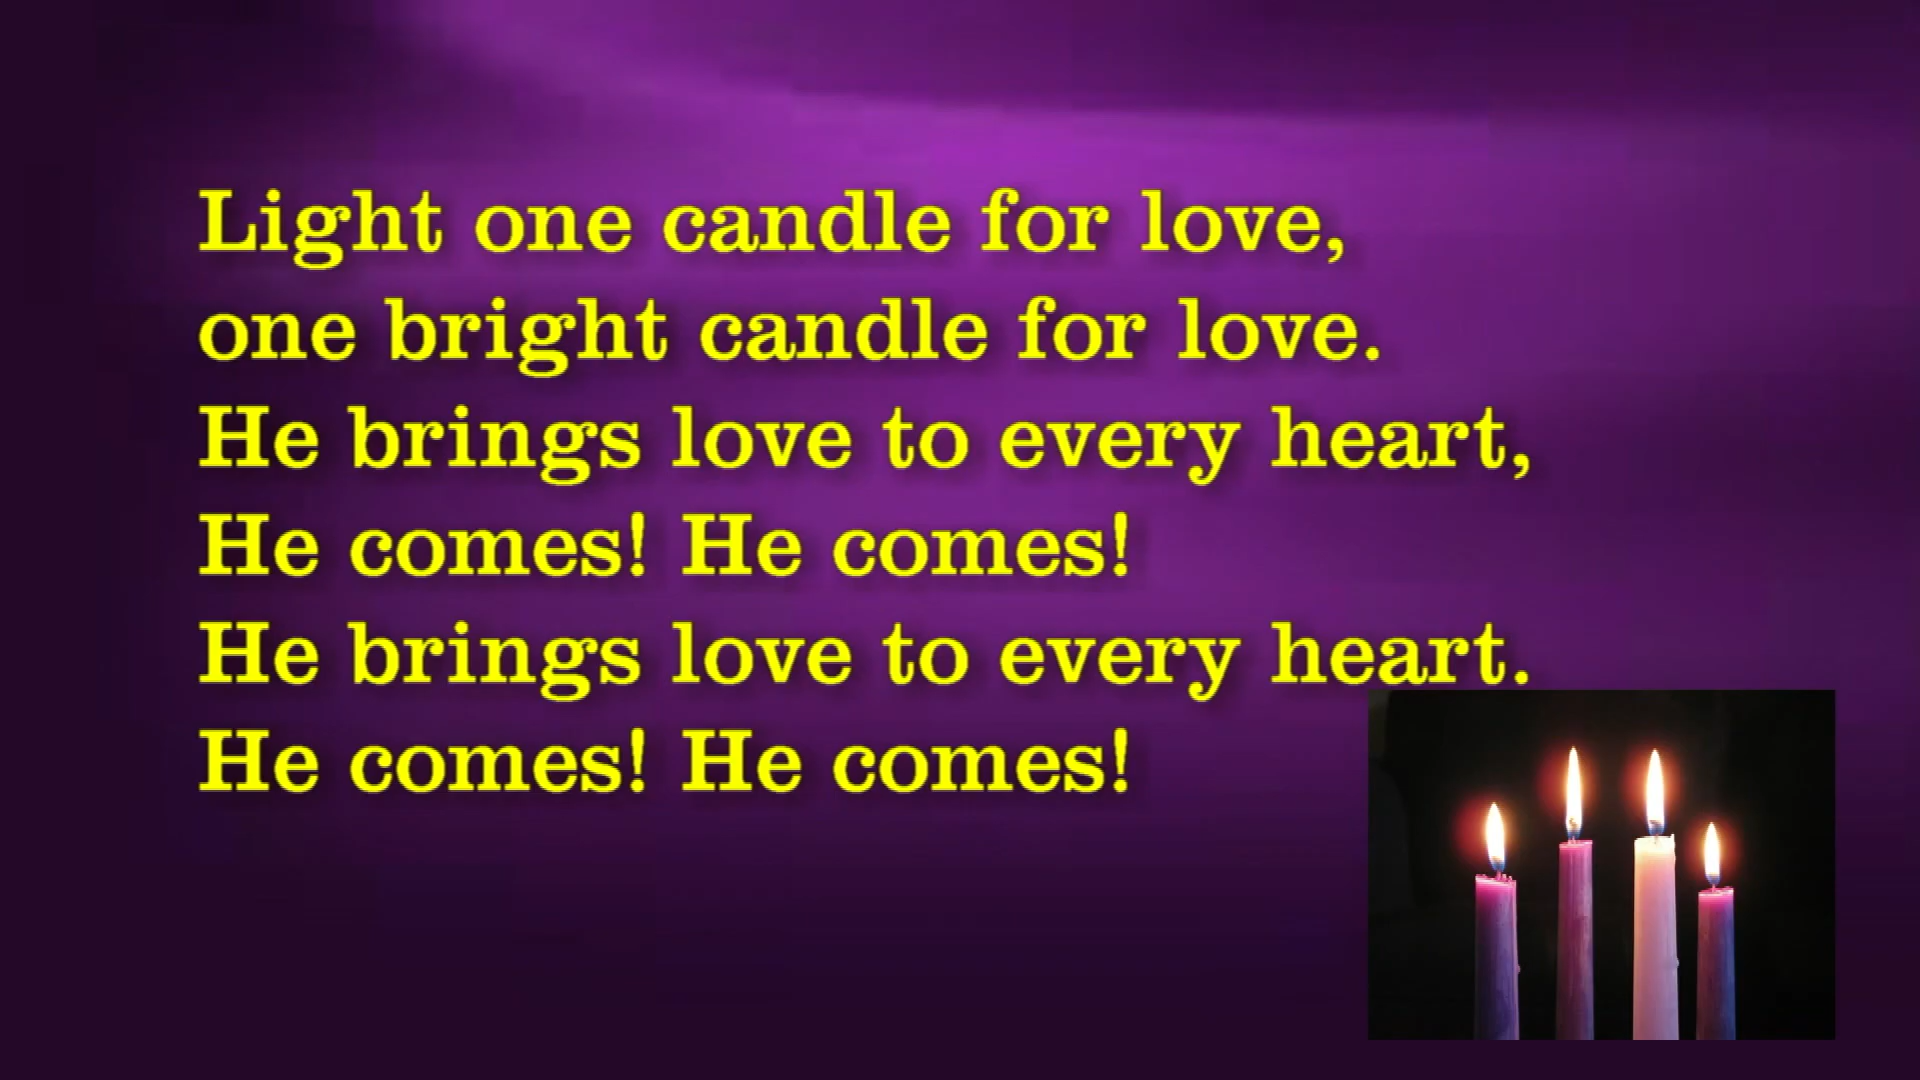 Light one candle for love,
one bright candle for love.
He brings love to every heart,
He comes! He comes!
He brings love to every heart.
He comes! He comes!